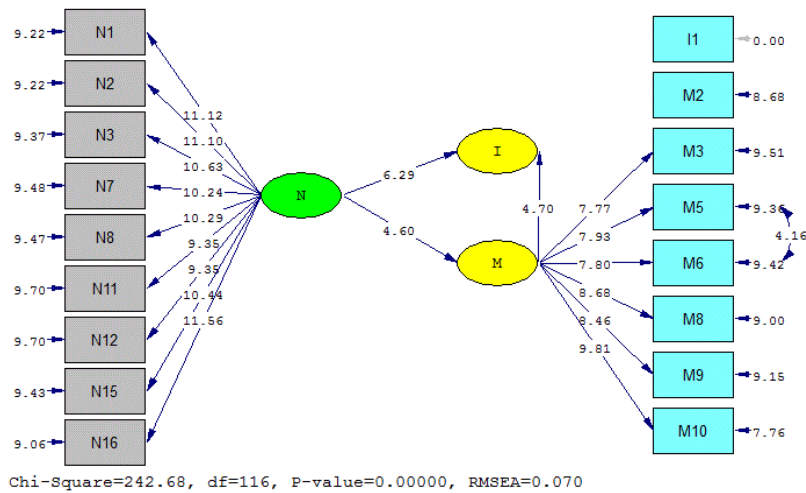 9.22 N1
9.22 N2
9.37 N3
9.48 N7
9.47 N8
9.70 N11
9.70 N12
9.43 N15
9.06 N16
11.12
11.10
10.63
10.24
10.29
9.35
9.35
10.44
11.56
N
6.29
4.60
I
4.70
M
7.77
7.93
7.80
8.68
8.46
9.81
I1 0.00
M2 8.68
M3 9.51
M5 9.36
4.16
M6 9.42
M8 9.00
M9 9.15
M10 7.76
Chi-Square=242.68, df=116, P-value=0.00000, RMSEA=0.070